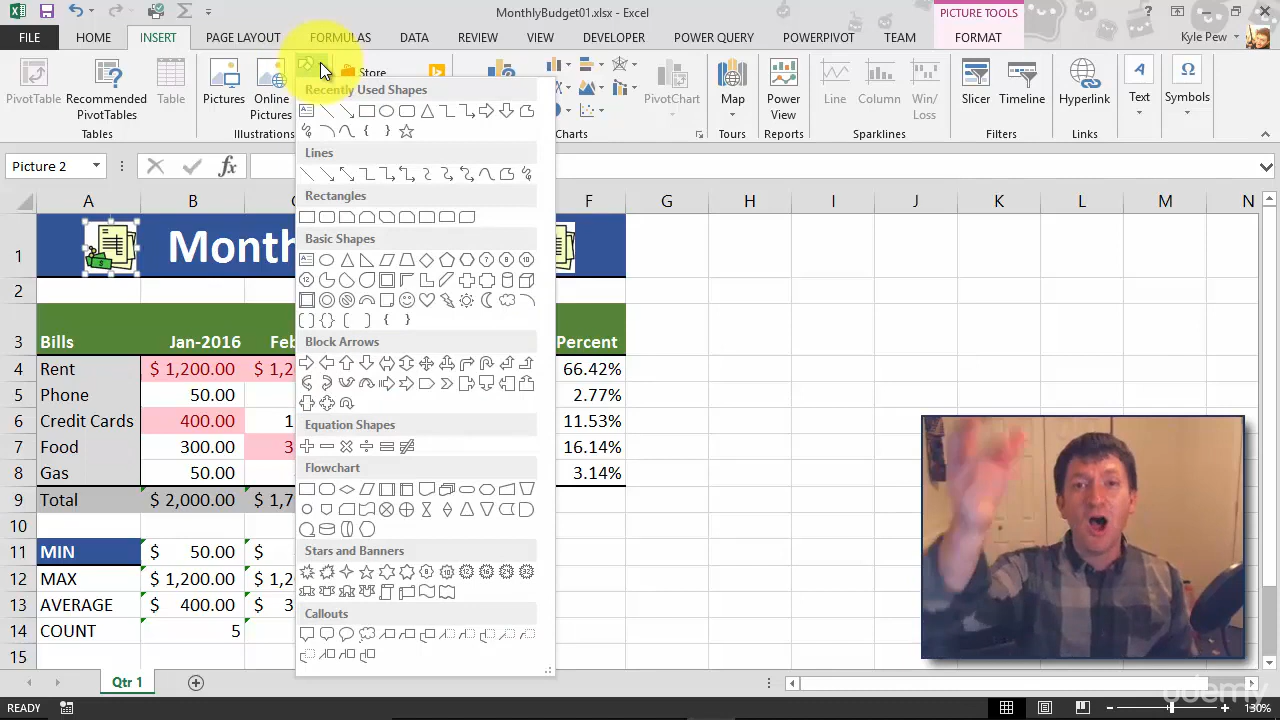 MonthlyBudget01.xlsx - Excel
PICTURE TOOLS
FILE HOME INSERT PAGE LAYOUT FORMULAS DATA REVIEW VIEW DEVELOPER POWER QUERY POWERPIVOT TEAM FORMAT Kyle Pew
PivotTable Recommended PivotTables Table
Pictures Online Pictures
Store
PivotChart Map Line Column Win/Loss Slicer Timeline Hyperlink Text Symbols
Tables Illustrations Charts Tours Reports Sparklines Filters Links
Picture 2 fx
Recently Used Shapes
Lines
Rectangles
Basic Shapes
Block Arrows
Equation Shapes
Flowchart
Stars and Banners
Callouts
A B C F G H I J K L M N
1 Month
2
3 Bills Jan-2016 Feb Percent
4 Rent $ 1,200.00 $ 1,2 66.42%
5 Phone 50.00 2.77%
6 Credit Cards 400.00 1 11.53%
7 Food 300.00 3 16.14%
8 Gas 50.00 3.14%
9 Total $ 2,000.00 $ 1,7
10
11 MIN $ 50.00 $
12 MAX $ 1,200.00 $ 1,2
13 AVERAGE $ 400.00 $ 3
14 COUNT 5
15
Qtr 1
READY 130%
udemy